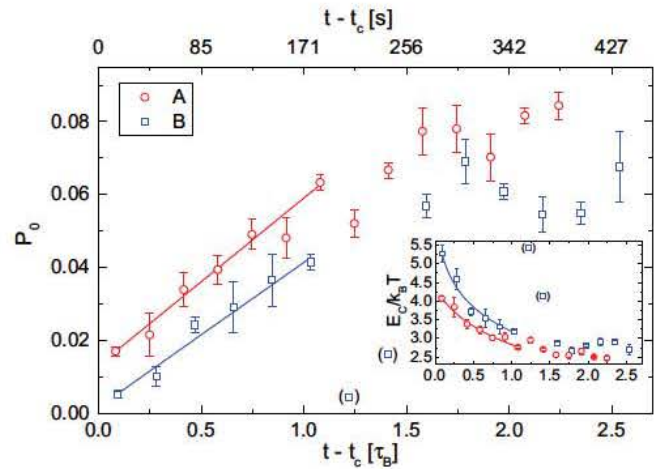 t - t_c [s]
0 85 171 256 342 427
A
B
0.08
0.06
0.04
0.02
0.00
P_0
0.0 0.5 1.0 1.5 2.0 2.5
t - t_c [τ_B]
5.5
5.0
4.5
4.0
3.5
3.0
2.5
E_C/k_BT
0.0 0.5 1.0 1.5 2.0 2.5
( )
( )
( )
( )